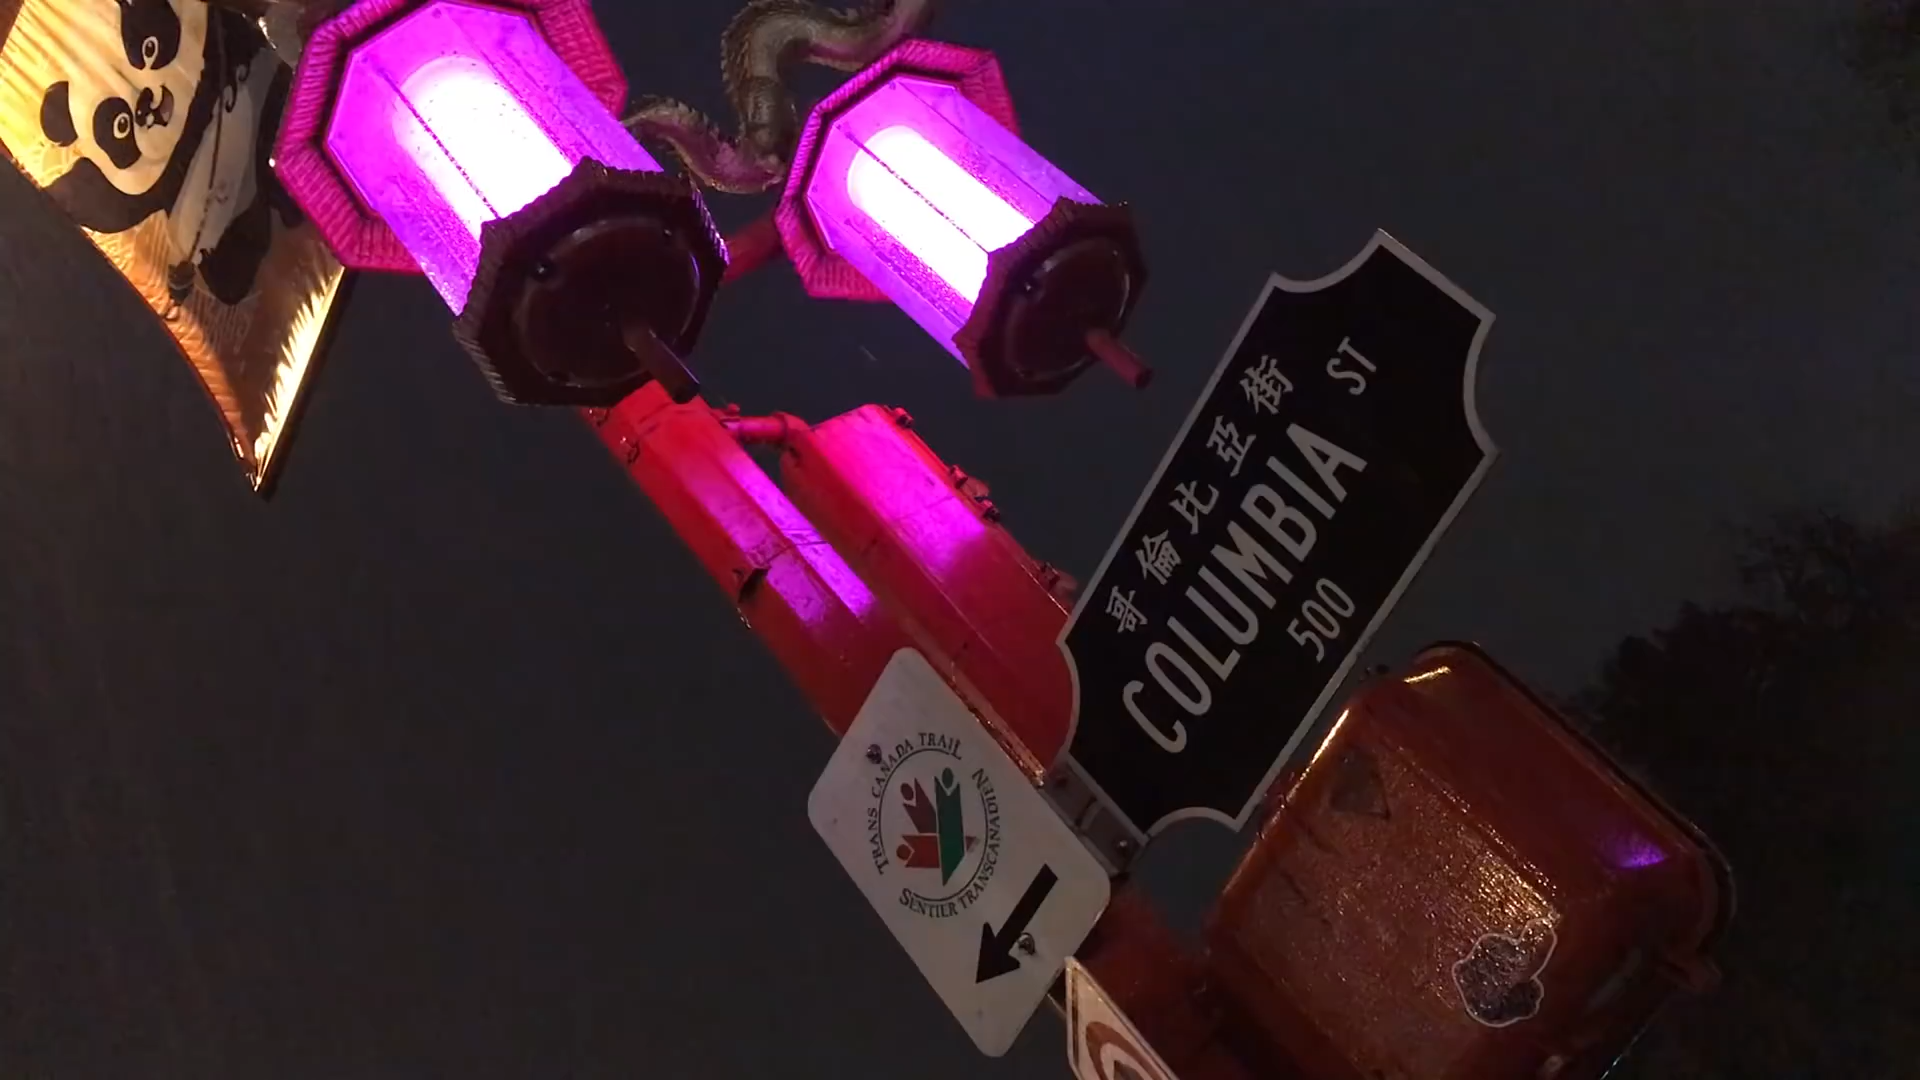 哥倫比亞街
COLUMBIA ST
500
TRANS CANADA TRAIL
SENTIER TRANSCANADIEN